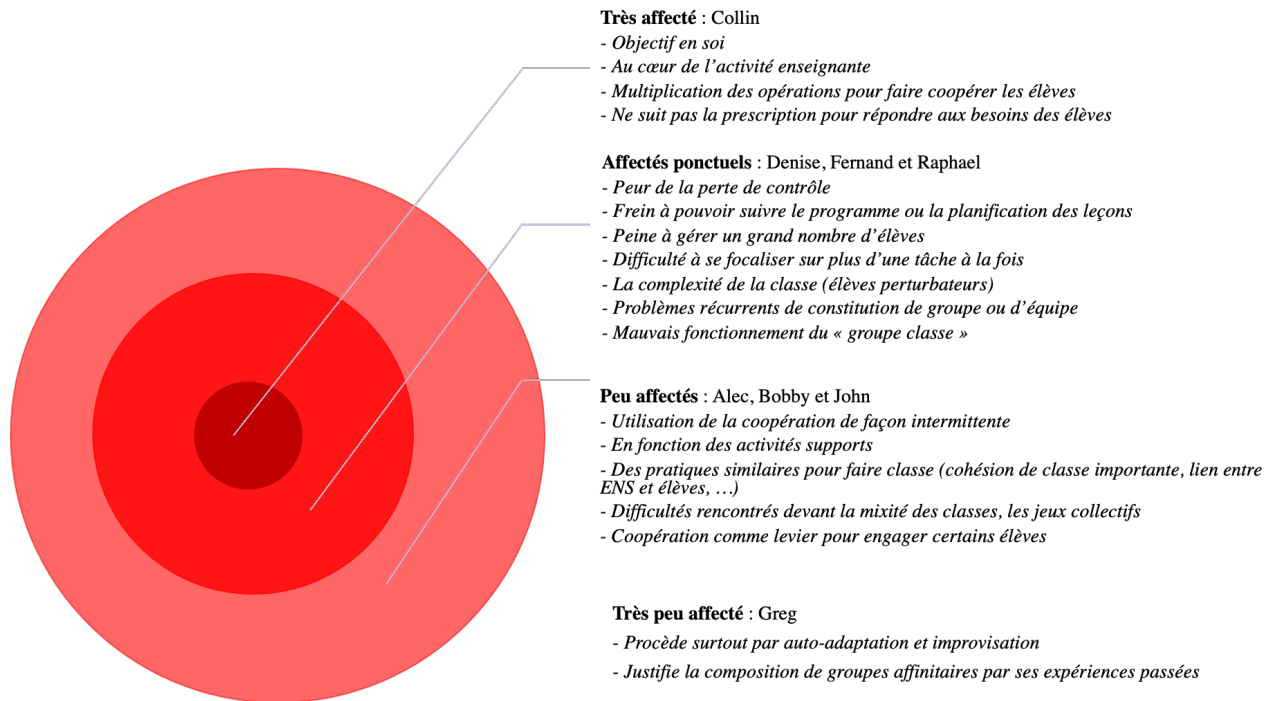 Très affecté : Collin
- Objectif en soi
- Au cœur de l’activité enseignante
- Multiplication des opérations pour faire coopérer les élèves
- Ne suit pas la prescription pour répondre aux besoins des élèves
Affectés ponctuels : Denise, Fernand et Raphael
- Peur de la perte de contrôle
- Frein à pouvoir suivre le programme ou la planification des leçons
- Peine à gérer un grand nombre d’élèves
- Difficulté à se focaliser sur plus d’une tâche à la fois
- La complexité de la classe (élèves perturbateurs)
- Problèmes récurrents de constitution de groupe ou d’équipe
- Mauvais fonctionnement du « groupe classe »
Peu affectés : Alec, Bobby et John
- Utilisation de la coopération de façon intermittente
- En fonction des activités supports
- Des pratiques similaires pour faire classe (cohésion de classe importante, lien entre
ENS et élèves, …)
- Difficultés rencontrés devant la mixité des classes, les jeux collectifs
- Coopération comme levier pour engager certains élèves
Très peu affecté : Greg
- Procède surtout par auto-adaptation et improvisation
- Justifie la composition de groupes affinitaires par ses expériences passées